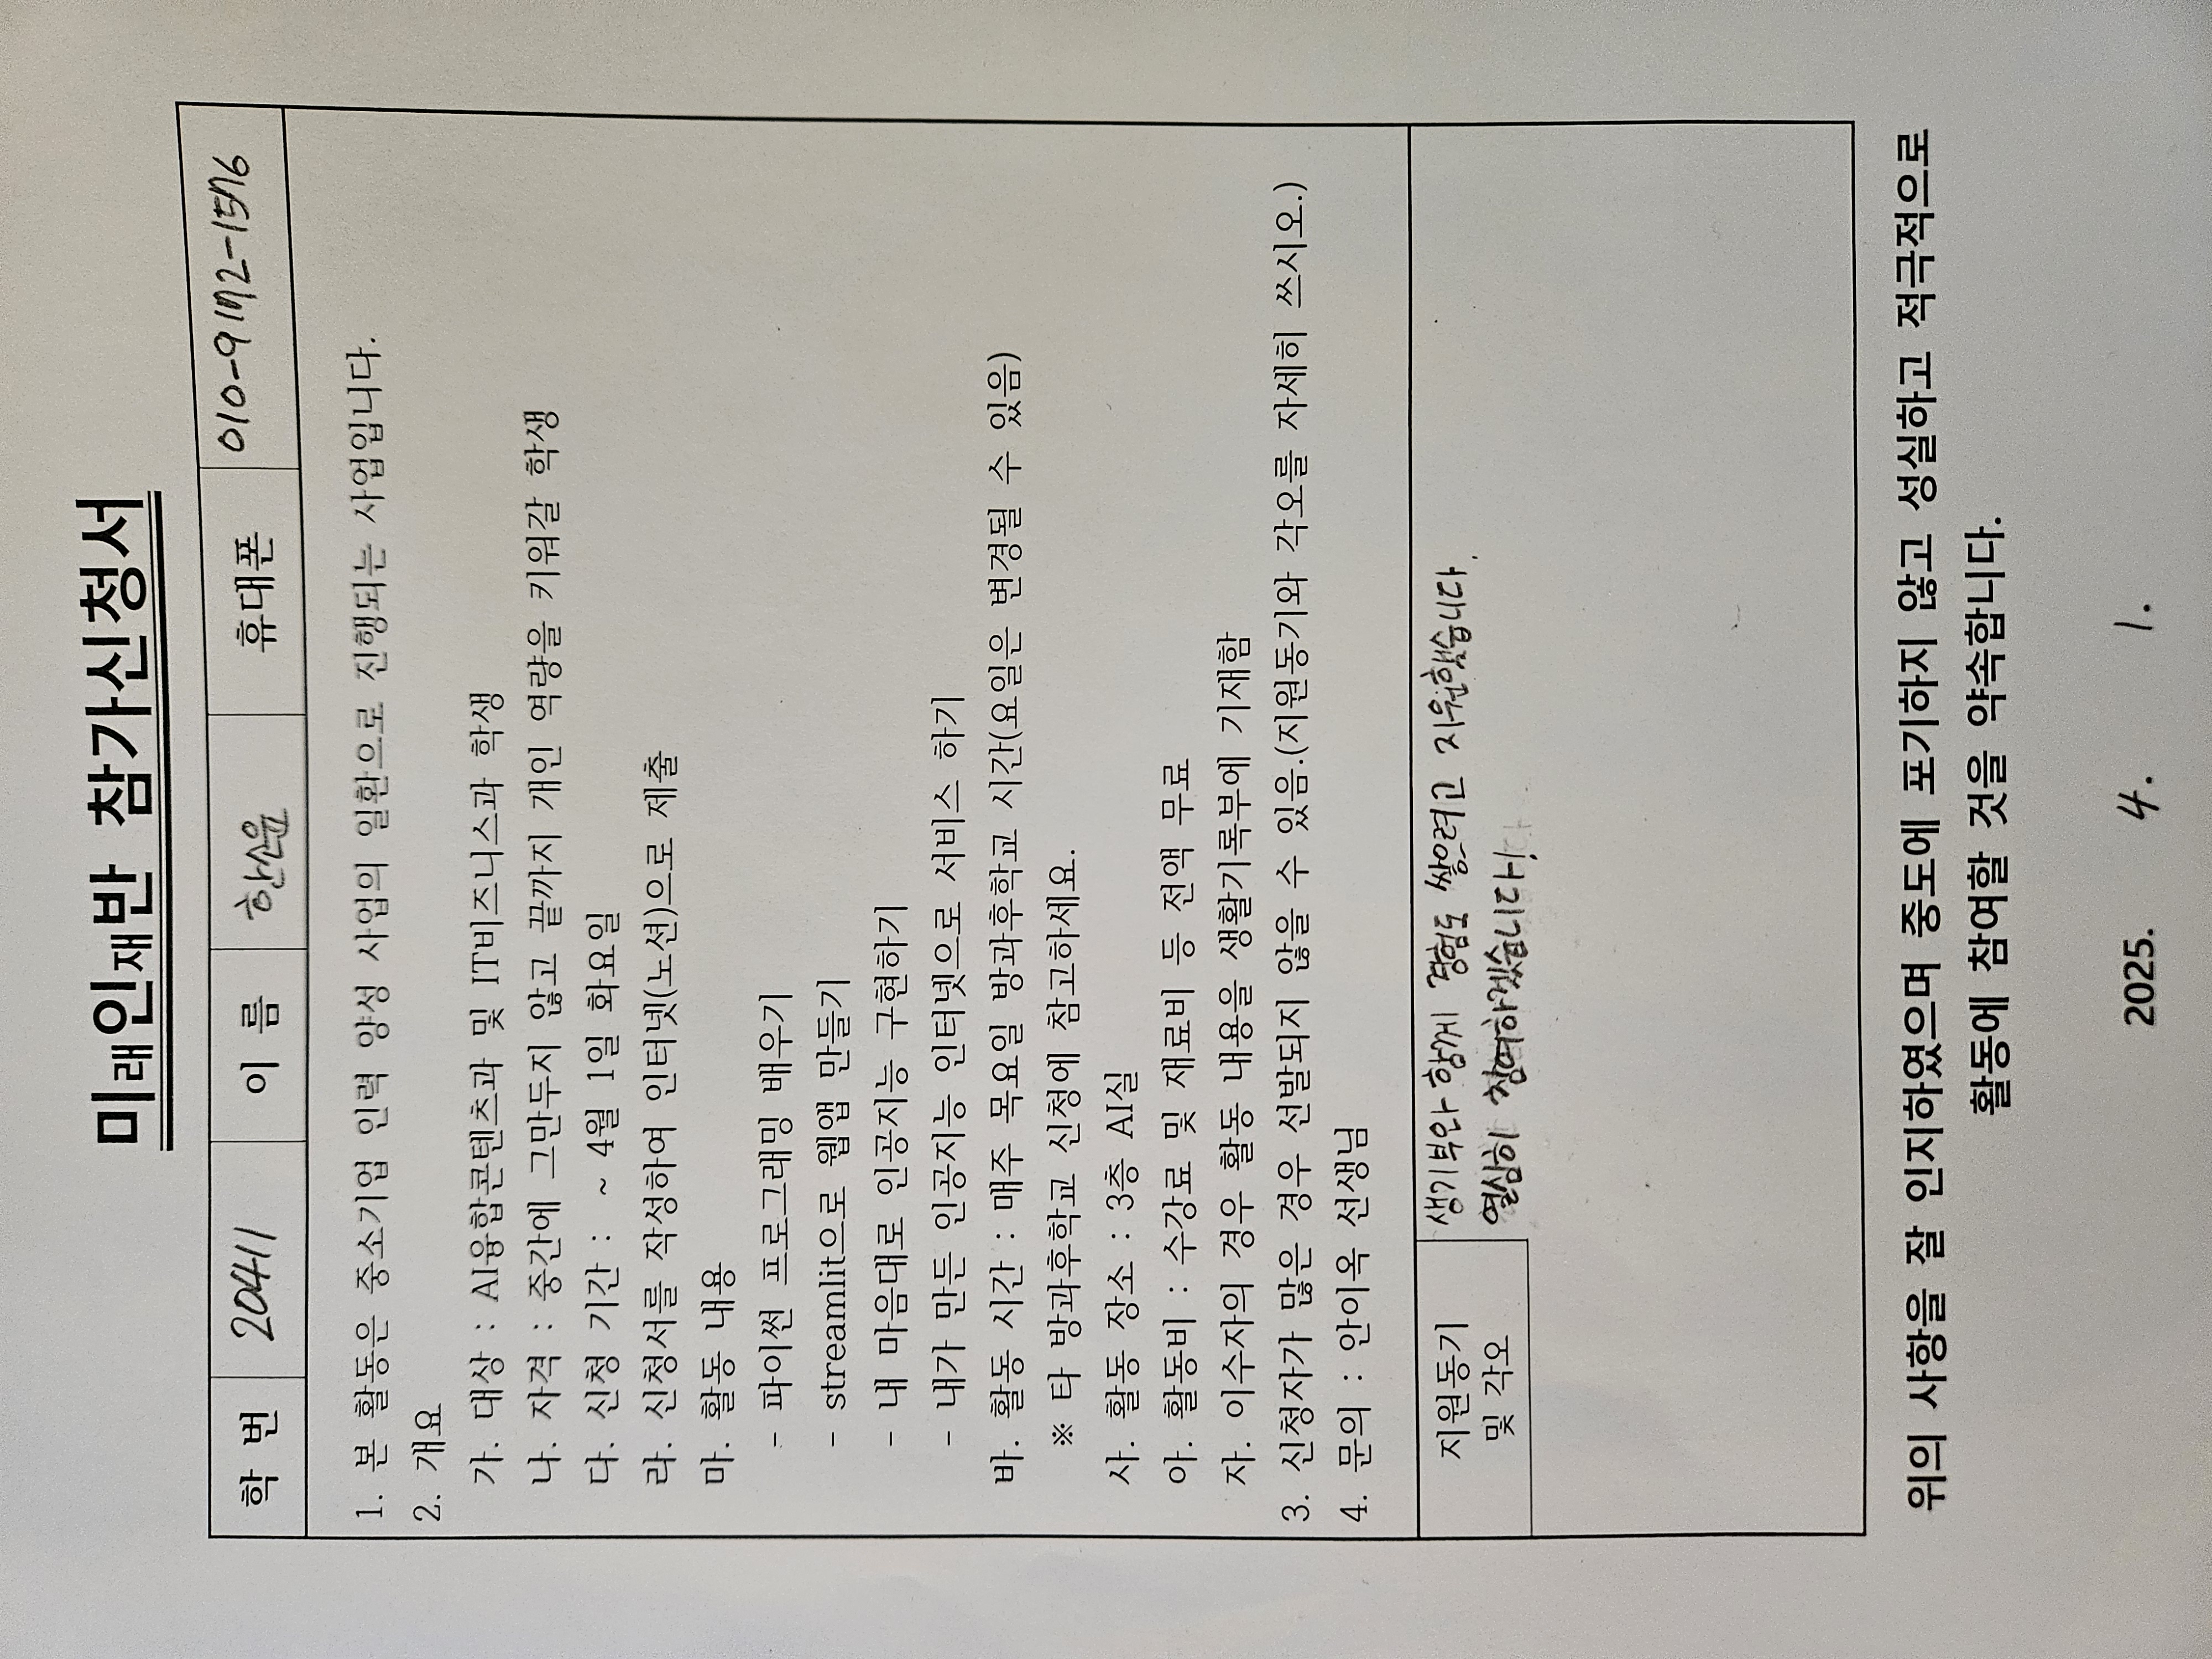 미래인재반 참가신청서
학 번 20411 이 름 한소윤 휴대폰 010-9172-1576
1. 본 활동은 중소기업 인력 양성 사업의 일환으로 진행되는 사업입니다.
2. 개요
가. 대상 : AI융합콘텐츠과 및 IT비즈니스과 학생
나. 자격 : 중간에 그만두지 않고 끝까지 개인 역량을 키워갈 학생
다. 신청 기간 : ~ 4월 1일 화요일
라. 신청서를 작성하여 인터넷(노션)으로 제출
마. 활동 내용
- 파이썬 프로그래밍 배우기
- streamlit으로 웹앱 만들기
- 내 마음대로 인공지능 구현하기
- 내가 만든 인공지능 인터넷으로 서비스 하기
바. 활동 시간 : 매주 목요일 방과후학교 시간(요일은 변경될 수 있음)
※ 타 방과후학교 신청에 참고하세요.
사. 활동 장소 : 3층 AI실
아. 활동비 : 수강료 및 재료비 등 전액 무료
자. 이수자의 경우 활동 내용을 생활기록부에 기재함
3. 신청자가 많은 경우 선발되지 않을 수 있음.(지원동기와 각오를 자세히 쓰시오.)
4. 문의 : 안이옥 선생님
지원동기
및 각오
생기부와 함께 경험도 쌓으려고 지원했습니다.
열심히 참여하겠습니다!
위의 사항을 잘 인지하였으며 중도에 포기하지 않고 성실하고 적극적으로
활동에 참여할 것을 약속합니다.
2025. 4. 1.